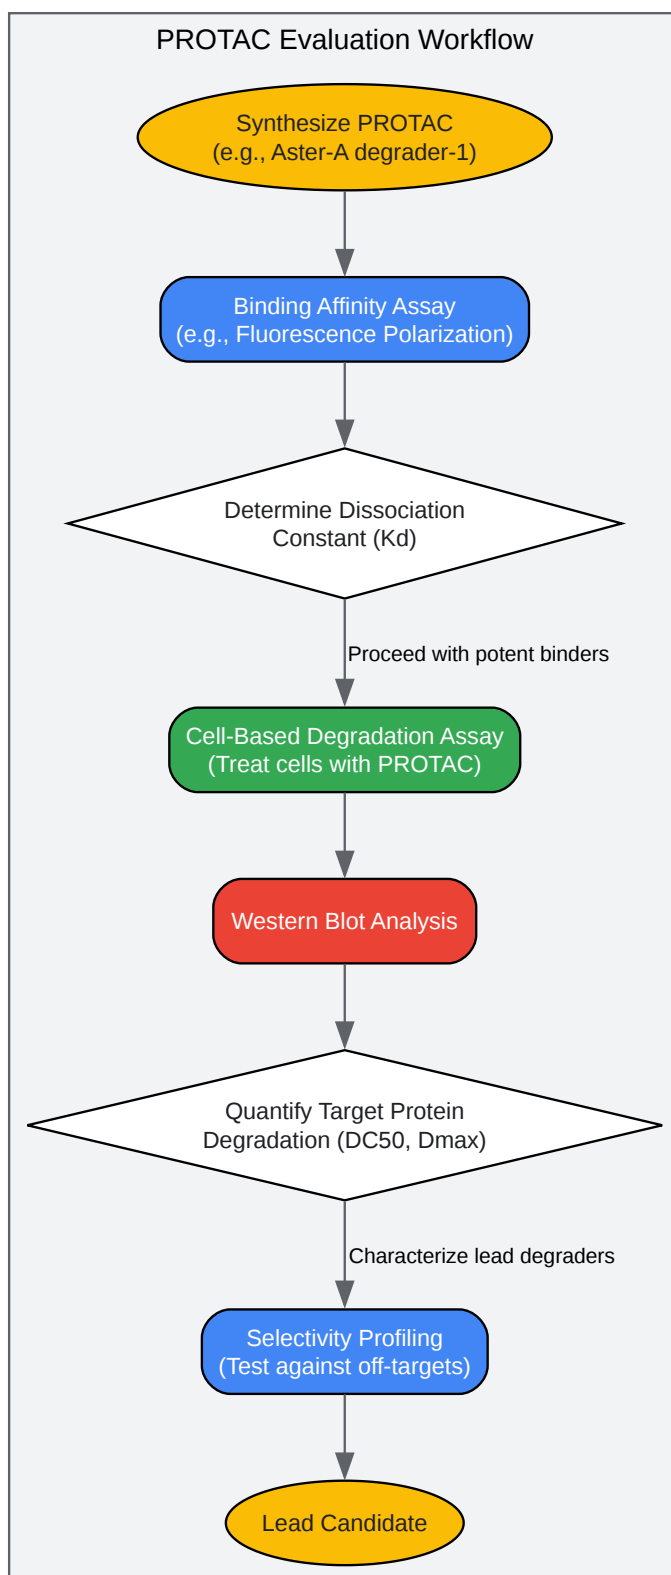 PROTAC Evaluation Workflow
Synthesize PROTAC
(e.g., Aster-A degrader-1)
Binding Affinity Assay
(e.g., Fluorescence Polarization)
Determine Dissociation
Constant (Kd)
Proceed with potent binders
Cell-Based Degradation Assay
(Treat cells with PROTAC)
Western Blot Analysis
Quantify Target Protein
Degradation (DC50, Dmax)
Characterize lead degraders
Selectivity Profiling
(Test against off-targets)
Lead Candidate